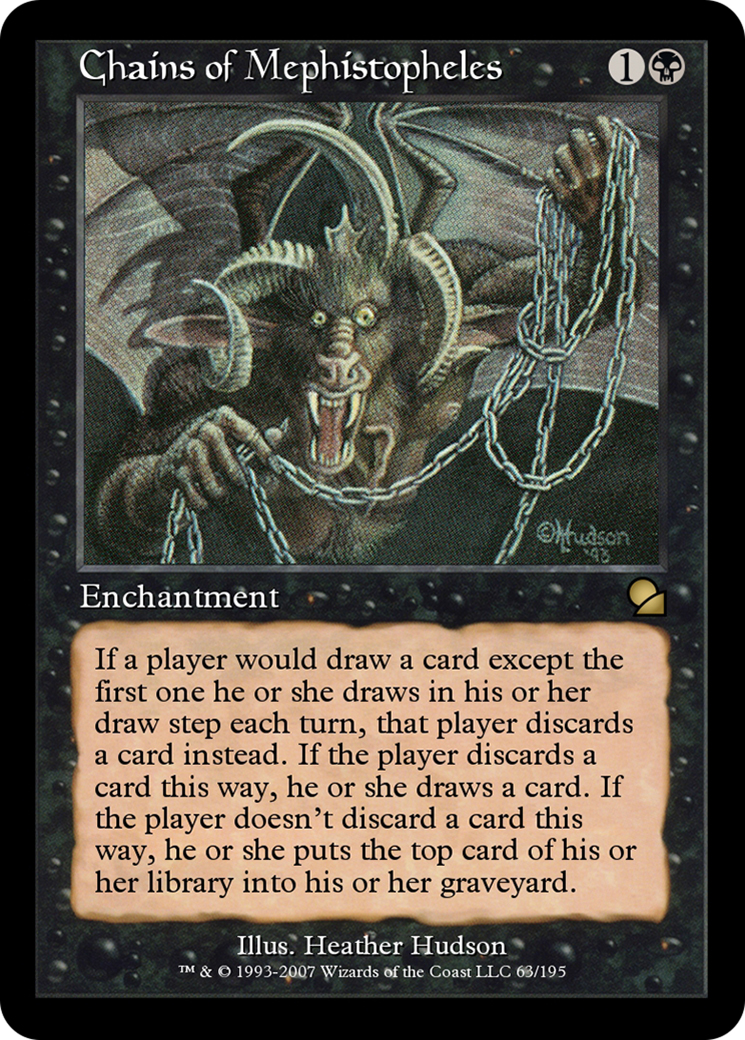 Chains of Mephistopheles 1
©Hudson
'93
Enchantment
If a player would draw a card except the
first one he or she draws in his or her
draw step each turn, that player discards
a card instead. If the player discards a
card this way, he or she draws a card. If
the player doesn't discard a card this
way, he or she puts the top card of his or
her library into his or her graveyard.
Illus. Heather Hudson
™ & © 1993-2007 Wizards of the Coast LLC 63/195